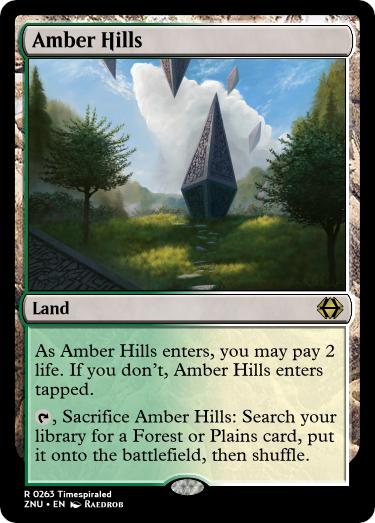 Amber Hills
Land
As Amber Hills enters, you may pay 2
life. If you don't, Amber Hills enters
tapped.
, Sacrifice Amber Hills: Search your
library for a Forest or Plains card, put
it onto the battlefield, then shuffle.
R 0263 Timespiraled
ZNU • EN Raedrob